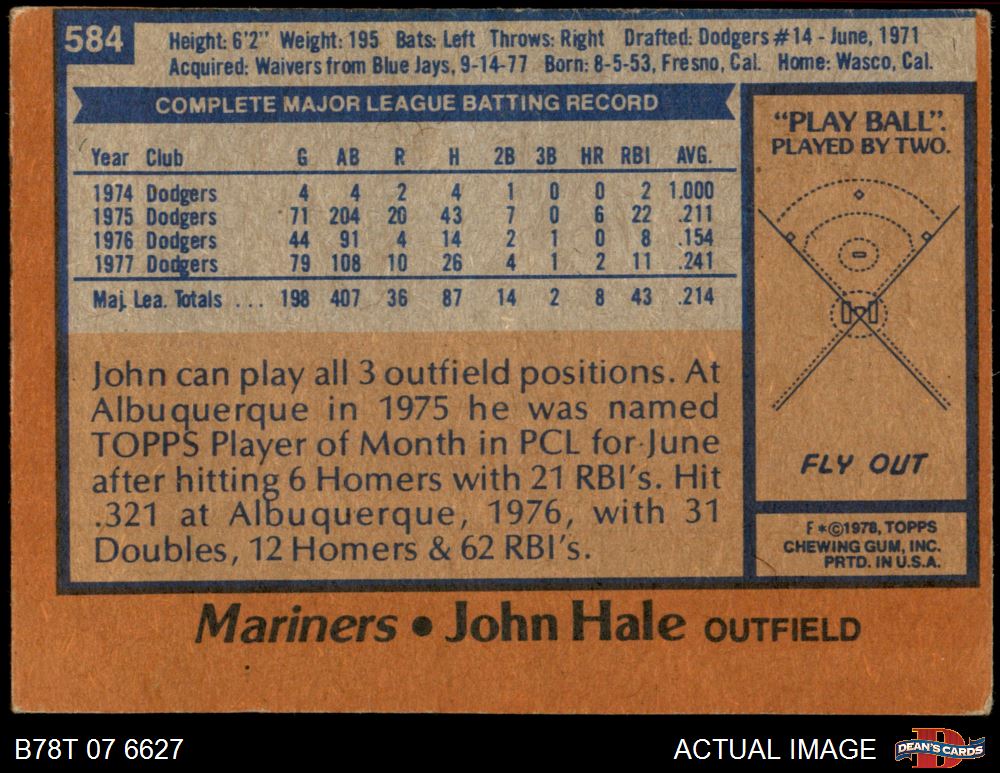 584
Height: 6'2" Weight: 195 Bats: Left Throws: Right Drafted: Dodgers #14 - June, 1971
Acquired: Waivers from Blue Jays, 9-14-77 Born: 8-5-53, Fresno, Cal. Home: Wasco, Cal.
COMPLETE MAJOR LEAGUE BATTING RECORD
Year Club G AB R H 2B 3B HR RBI AVG.
1974 Dodgers 4 4 2 4 1 0 0 2 1.000
1975 Dodgers 71 204 20 43 7 0 6 22 .211
1976 Dodgers 44 91 4 14 2 1 0 8 .154
1977 Dodgers 79 108 10 26 4 1 2 11 .241
Maj. Lea. Totals ... 198 407 36 87 14 2 8 43 .214
John can play all 3 outfield positions. At
Albuquerque in 1975 he was named
TOPPS Player of Month in PCL for June
after hitting 6 Homers with 21 RBI's. Hit
.321 at Albuquerque, 1976, with 31
Doubles, 12 Homers & 62 RBI's.
"PLAY BALL".
PLAYED BY TWO.
FLY OUT
F *©1978, TOPPS
CHEWING GUM, INC.
PRTD. IN U.S.A.
Mariners • John Hale OUTFIELD
B78T 07 6627
ACTUAL IMAGE
DEAN'S CARDS